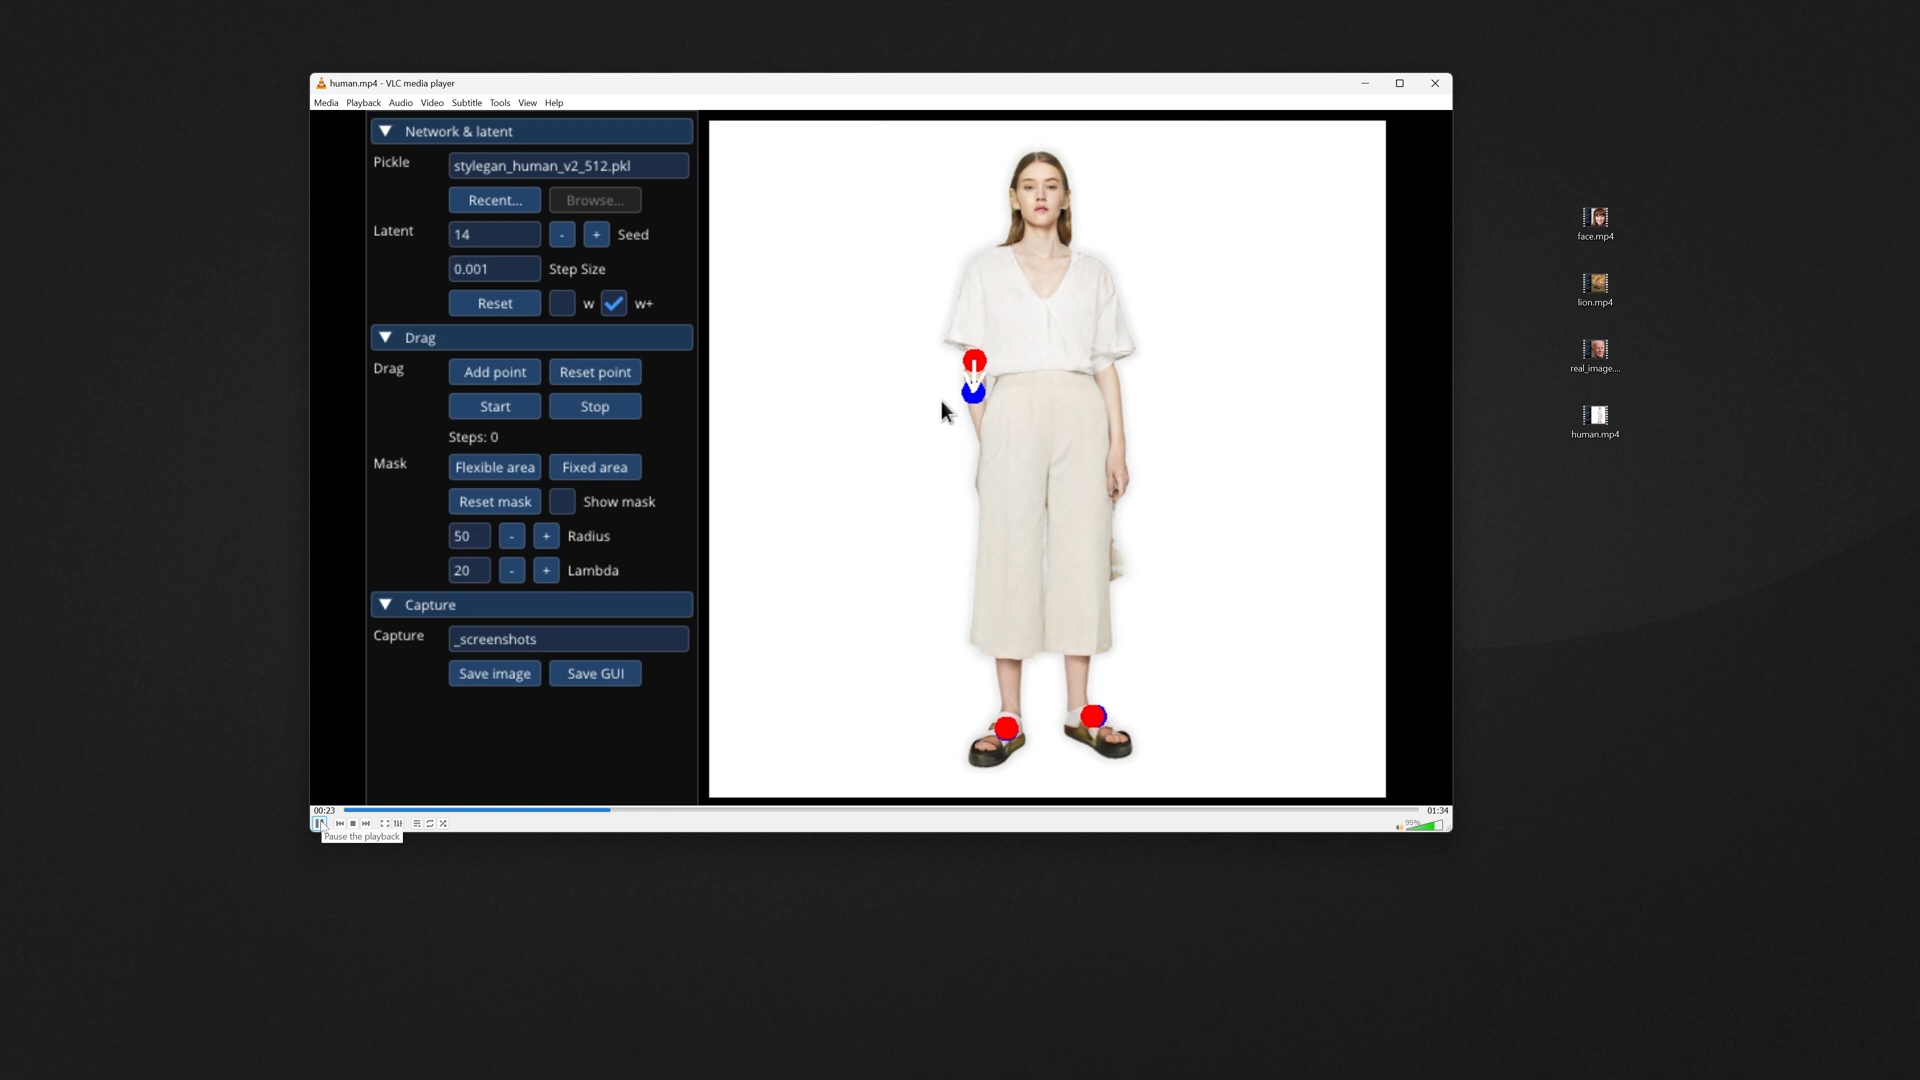 human.mp4 - VLC media player
Media Playback Audio Video Subtitle Tools View Help
Network & latent
Pickle stylegan_human_v2_512.pkl
Recent... Browse...
Latent 14 - + Seed
0.001 Step Size
Reset w w+
Drag
Drag Add point Reset point
Start Stop
Steps: 0
Mask Flexible area Fixed area
Reset mask Show mask
50 - + Radius
20 - + Lambda
Capture
Capture _screenshots
Save image Save GUI
00:23 01:34
95%
Pause the playback
face.mp4
lion.mp4
real_image....
human.mp4